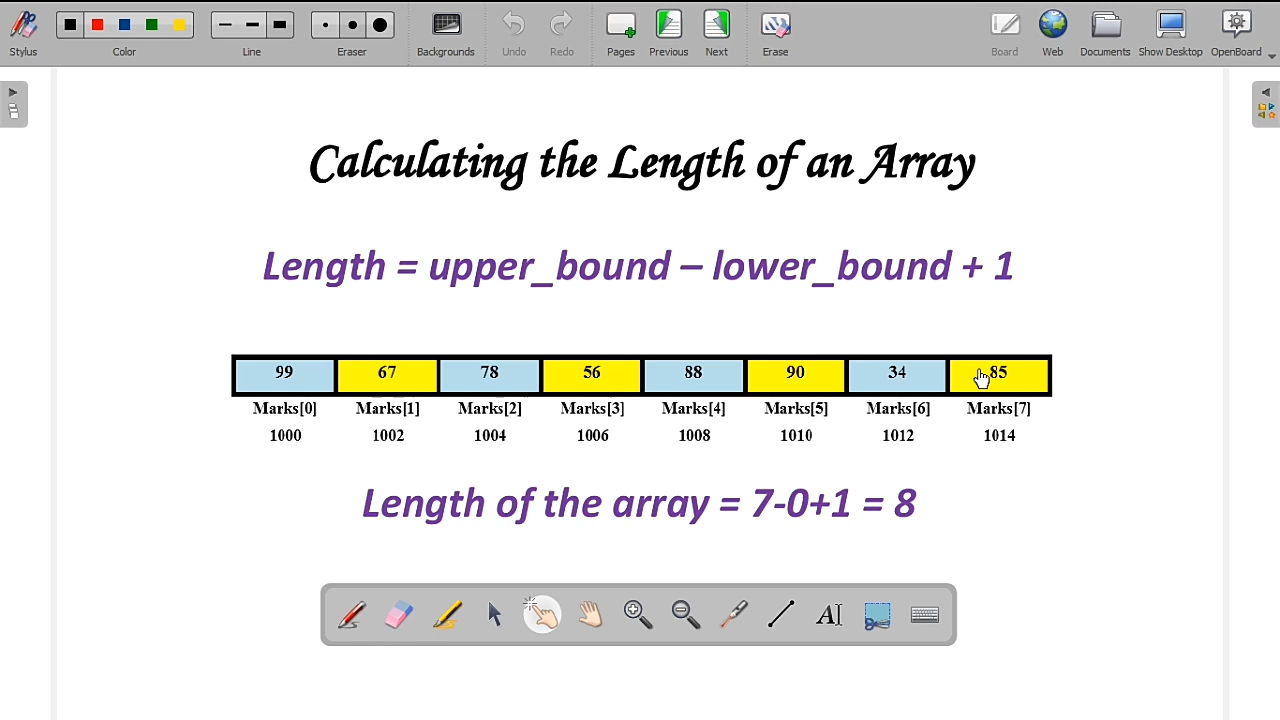 Stylus Color Line Eraser Backgrounds Undo Redo Pages Previous Next Erase Board Web Documents Show Desktop OpenBoard
Calculating the Length of an Array
Length = upper_bound – lower_bound + 1
99 67 78 56 88 90 34 85
Marks[0] Marks[1] Marks[2] Marks[3] Marks[4] Marks[5] Marks[6] Marks[7]
1000 1002 1004 1006 1008 1010 1012 1014
Length of the array = 7-0+1 = 8
AI